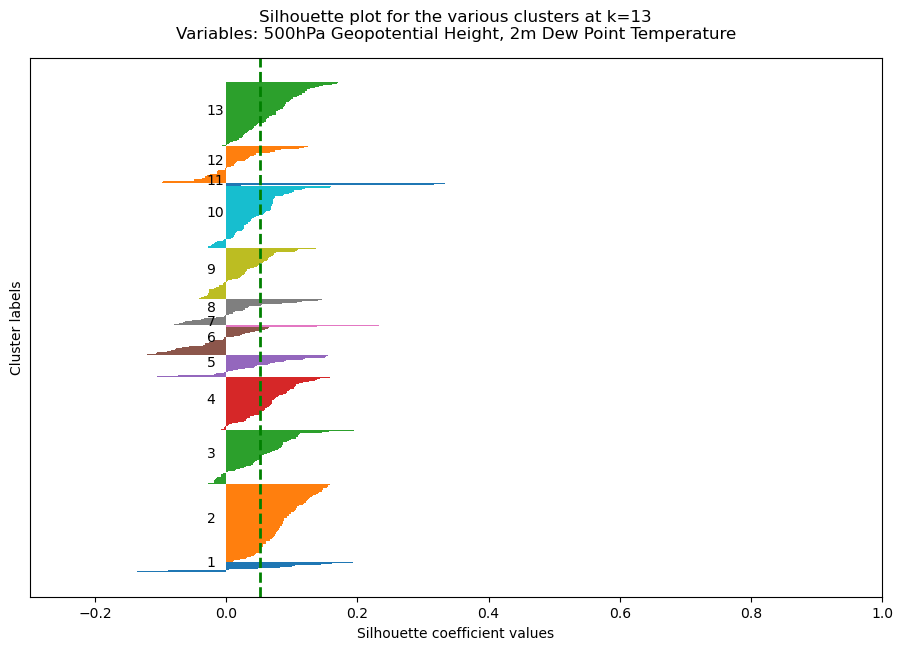 Silhouette plot for the various clusters at k=13
Variables: 500hPa Geopotential Height, 2m Dew Point Temperature
Cluster labels
13
12
11
10
9
8
7
6
5
4
3
2
1
−0.2 0.0 0.2 0.4 0.6 0.8 1.0
Silhouette coefficient values